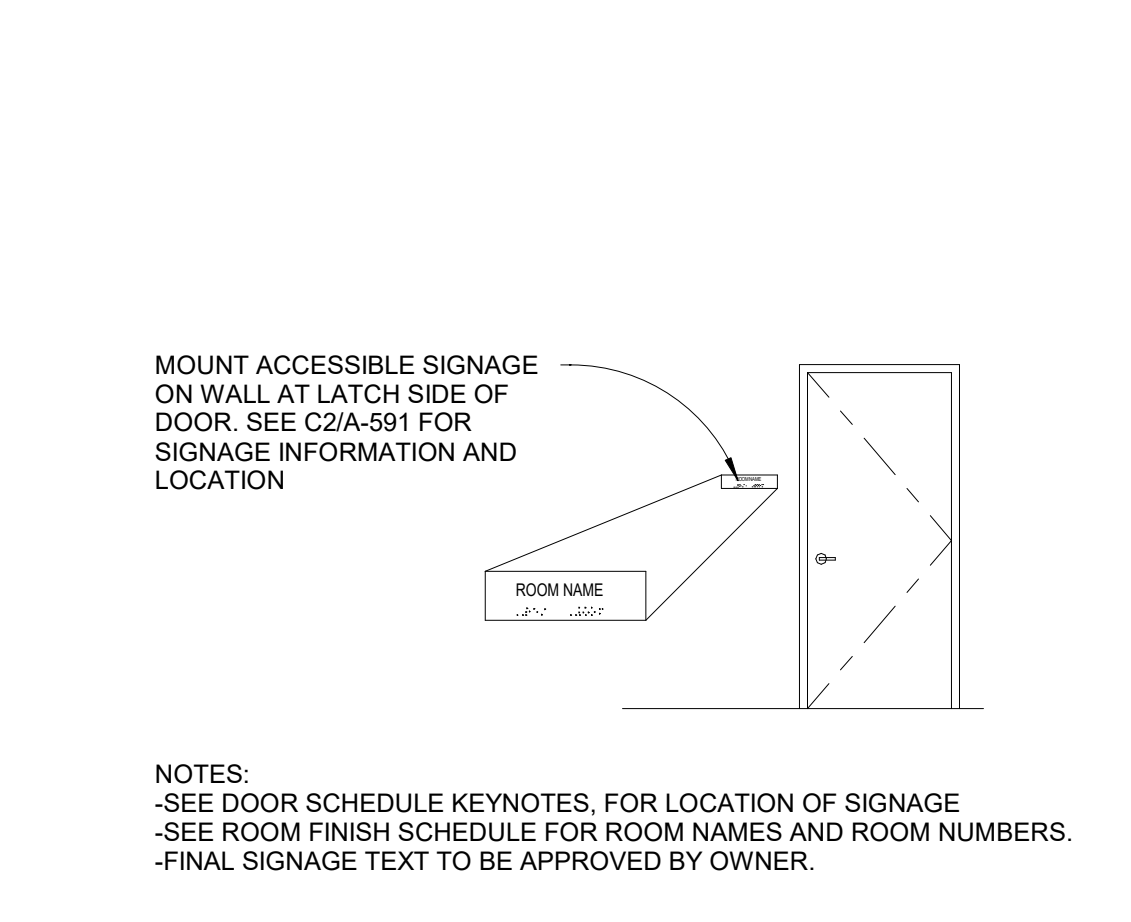 MOUNT ACCESSIBLE SIGNAGE
ON WALL AT LATCH SIDE OF
DOOR. SEE C2/A-591 FOR
SIGNAGE INFORMATION AND
LOCATION
ROOM NAME
NOTES:
-SEE DOOR SCHEDULE KEYNOTES, FOR LOCATION OF SIGNAGE
-SEE ROOM FINISH SCHEDULE FOR ROOM NAMES AND ROOM NUMBERS.
-FINAL SIGNAGE TEXT TO BE APPROVED BY OWNER.